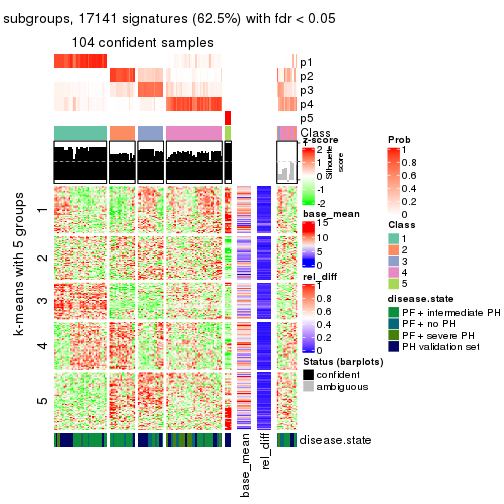 subgroups, 17141 signatures (62.5%) with fdr < 0.05
104 confident samples
p1
p2
p3
p4
p5
Class
z-score
2
1
0
-1
-2
Silhouette
score
base_mean
15
10
5
0
rel_diff
1
0.8
0.6
0.4
0.2
0
Status (barplots)
confident
ambiguous
Prob
1
0.8
0.6
0.4
0.2
0
Class
1
2
3
4
5
disease.state
PF+ intermediate PH
PF+ no PH
PF+ severe PH
PH validation set
k-means with 5 groups
1
2
3
4
5
disease.state
base_mean
rel_diff